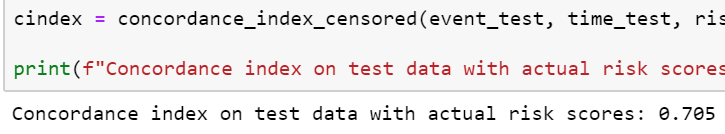 cindex = concordance_index_censored(event_test, time_test, ris
print(f"Concordance index on test data with actual risk scores
Concordance index on test data with actual risk scores: 0.705